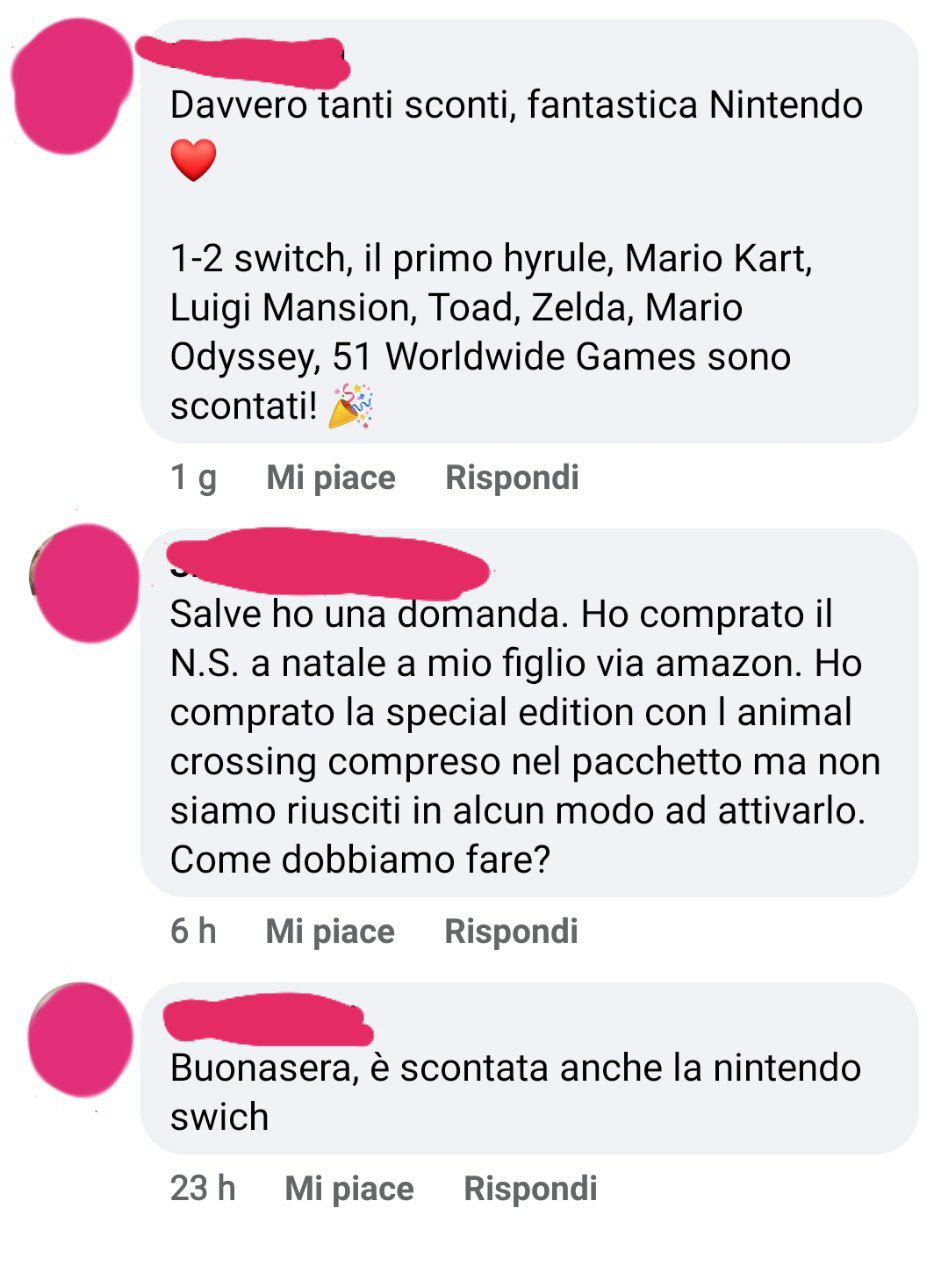 Davvero tanti sconti, fantastica Nintendo
❤️
1-2 switch, il primo hyrule, Mario Kart,
Luigi Mansion, Toad, Zelda, Mario
Odyssey, 51 Worldwide Games sono
scontati! 🎉
1 g Mi piace Rispondi
Salve ho una domanda. Ho comprato il
N.S. a natale a mio figlio via amazon. Ho
comprato la special edition con l animal
crossing compreso nel pacchetto ma non
siamo riusciti in alcun modo ad attivarlo.
Come dobbiamo fare?
6 h Mi piace Rispondi
Buonasera, è scontata anche la nintendo
swich
23 h Mi piace Rispondi